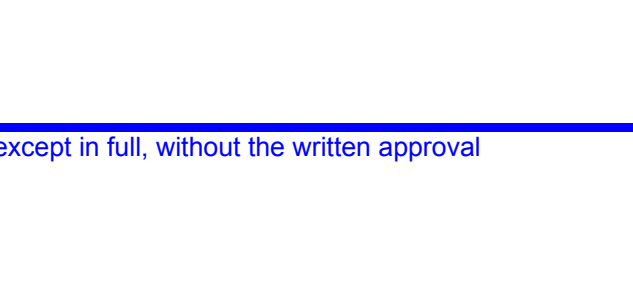 except in full, without the written approval